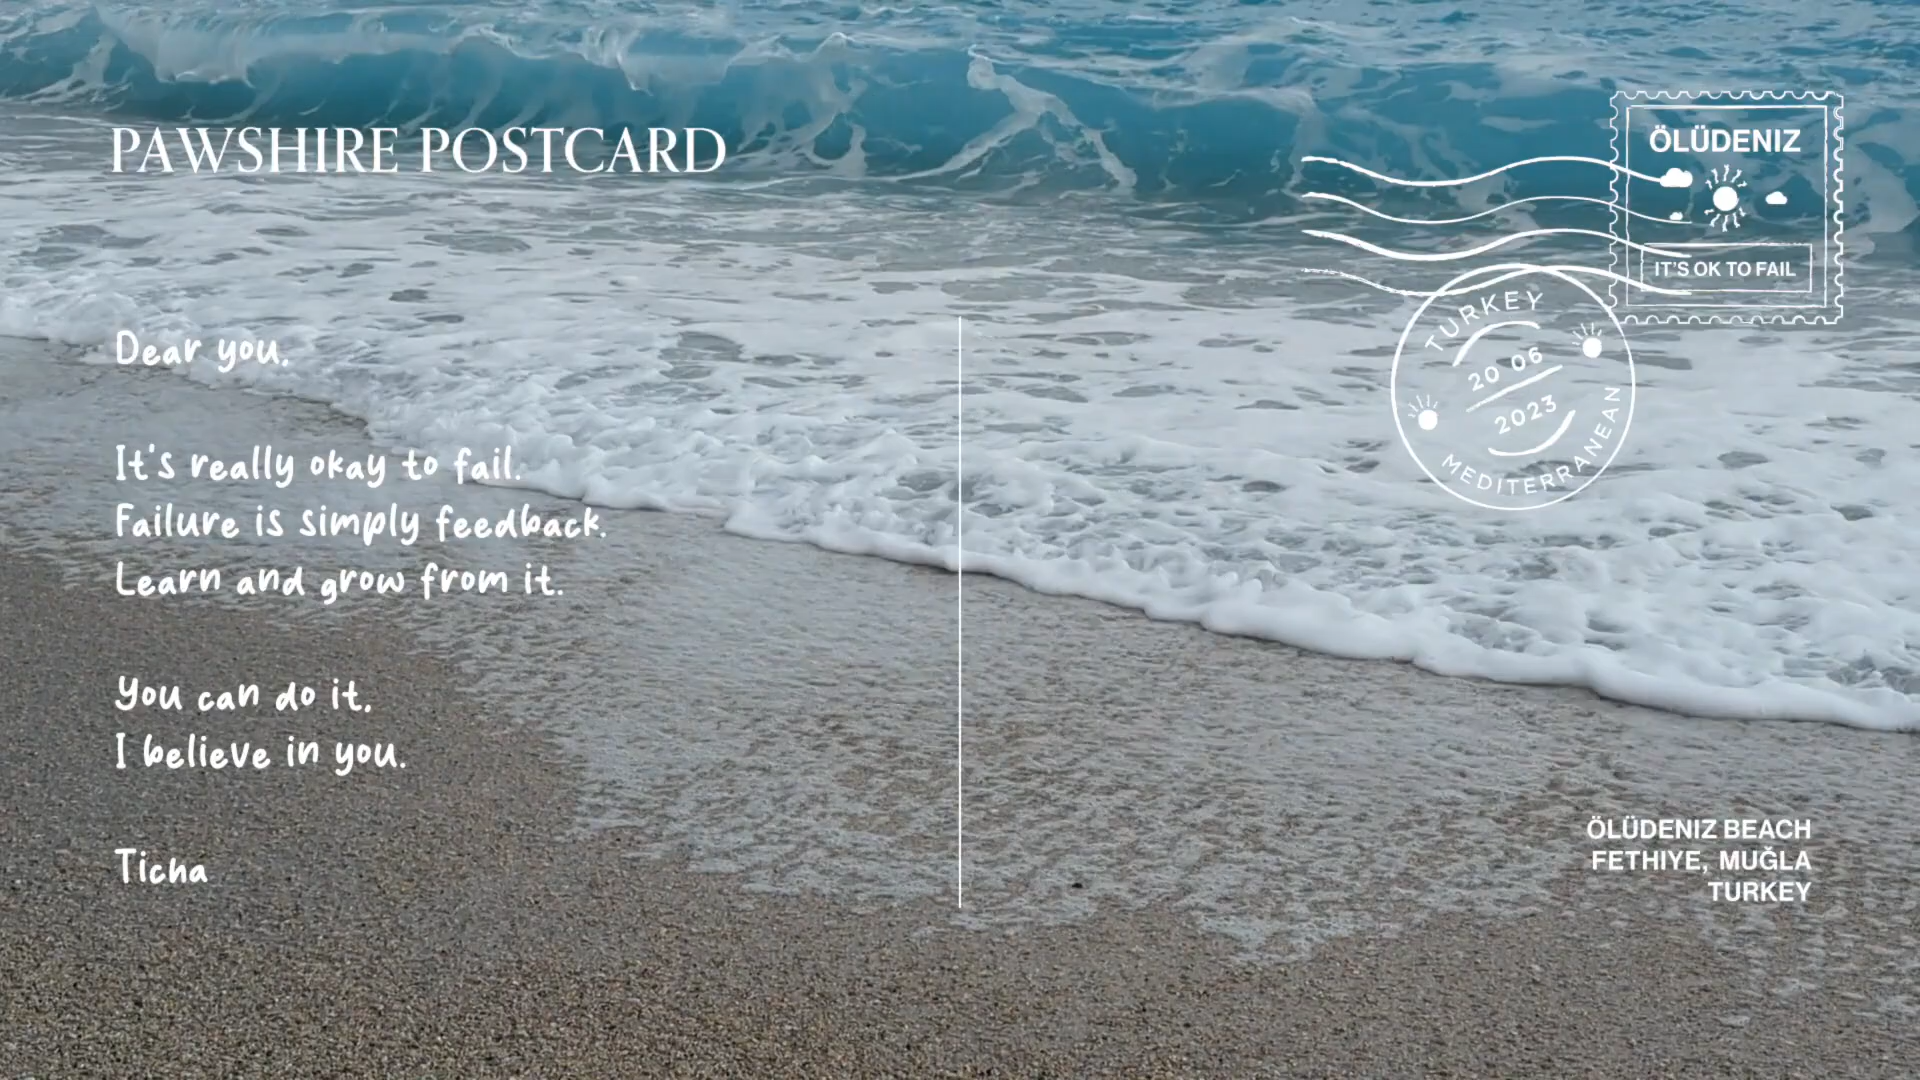 PAWSHIRE POSTCARD
ÖLÜDENIZ
IT'S OK TO FAIL
TURKEY
20 06
2023
MEDITERRANEAN
Dear you.
It's really okay to fail.
Failure is simply feedback.
Learn and grow from it.
You can do it.
I believe in you.
Ticha
ÖLÜDENIZ BEACH
FETHIYE, MUĞLA
TURKEY